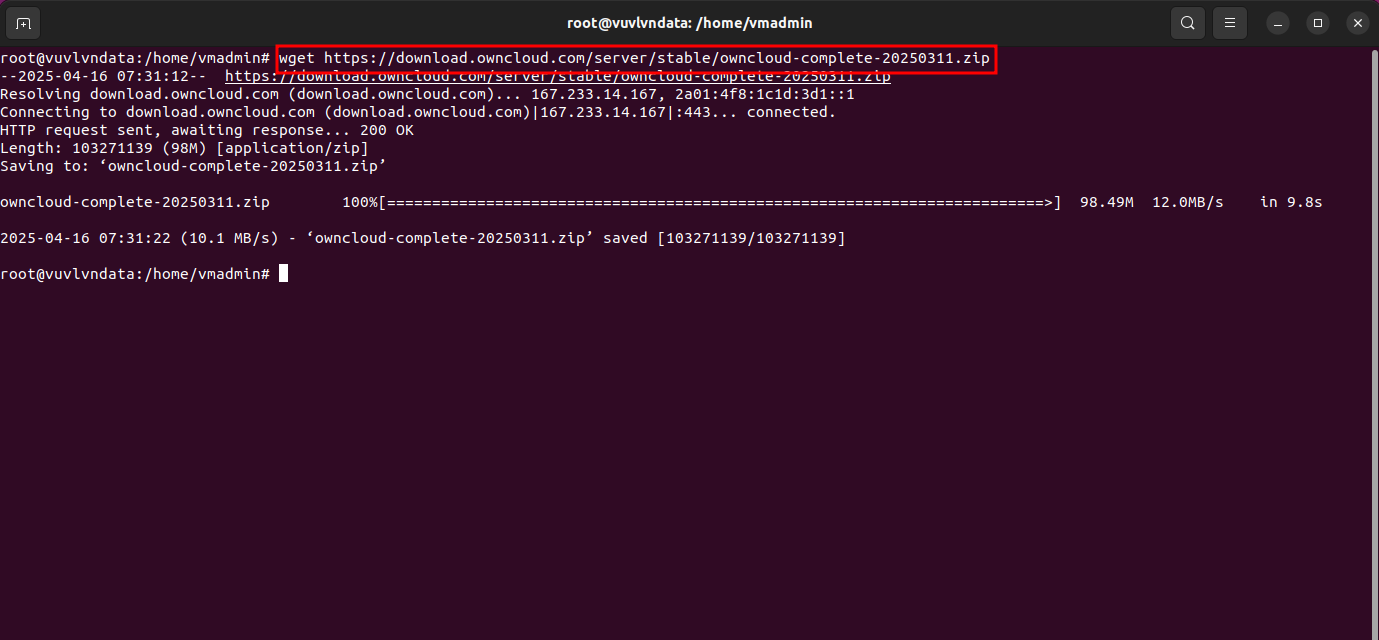 root@vuvlvndata: /home/vmadmin
root@vuvlvndata:/home/vmadmin# wget https://download.owncloud.com/server/stable/owncloud-complete-20250311.zip
--2025-04-16 07:31:12--  https://download.owncloud.com/server/stable/owncloud-complete-20250311.zip
Resolving download.owncloud.com (download.owncloud.com)... 167.233.14.167, 2a01:4f8:1c1d:3d1::1
Connecting to download.owncloud.com (download.owncloud.com)|167.233.14.167|:443... connected.
HTTP request sent, awaiting response... 200 OK
Length: 103271139 (98M) [application/zip]
Saving to: ‘owncloud-complete-20250311.zip’
owncloud-complete-20250311.zip        100%[=========================================================================>]  98.49M  12.0MB/s    in 9.8s
2025-04-16 07:31:22 (10.1 MB/s) - ‘owncloud-complete-20250311.zip’ saved [103271139/103271139]
root@vuvlvndata:/home/vmadmin#